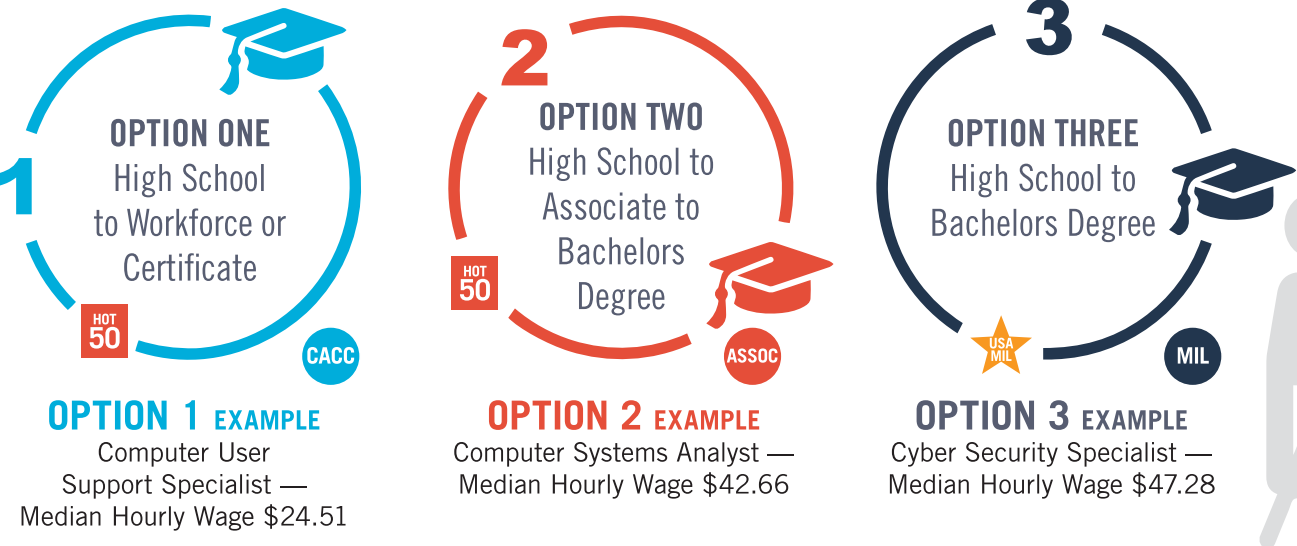 1
OPTION ONE
High School
to Workforce or
Certificate
HOT
50
CACC
OPTION 1 EXAMPLE
Computer User
Support Specialist —
Median Hourly Wage $24.51
2
OPTION TWO
High School to
Associate to
Bachelors
Degree
HOT
50
ASSOC
OPTION 2 EXAMPLE
Computer Systems Analyst —
Median Hourly Wage $42.66
3
OPTION THREE
High School to
Bachelors Degree
USA
MIL
MIL
OPTION 3 EXAMPLE
Cyber Security Specialist —
Median Hourly Wage $47.28